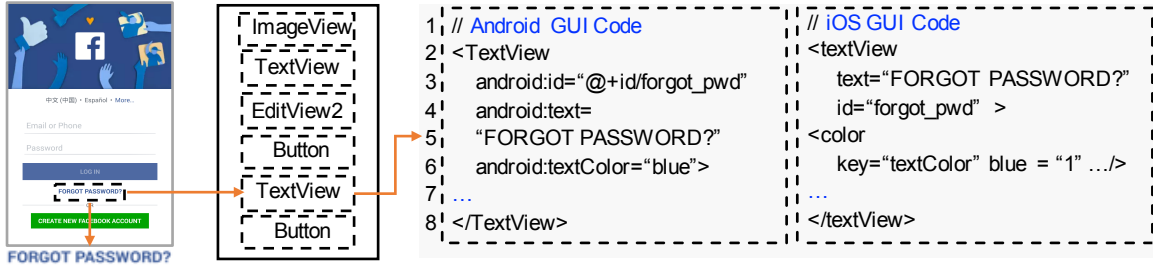 f
中文 (中国) • Español • More..
Email or Phone
Password
LOG IN
FORGOT PASSWORD?
OR
CREATE NEW FACEBOOK ACCOUNT
FORGOT PASSWORD?
ImageView
TextView
EditView2
Button
TextView
Button
1 // Android GUI Code
2 <TextView
3 android:id=“@+id/forgot_pwd”
4 android:text=
5 “FORGOT PASSWORD?”
6 android:textColor=“blue”>
7 …
8 </TextView>
// iOS GUI Code
<textView
text=“FORGOT PASSWORD?”
id=“forgot_pwd” >
<color
key=“textColor” blue = “1” …/>
…
</textView>